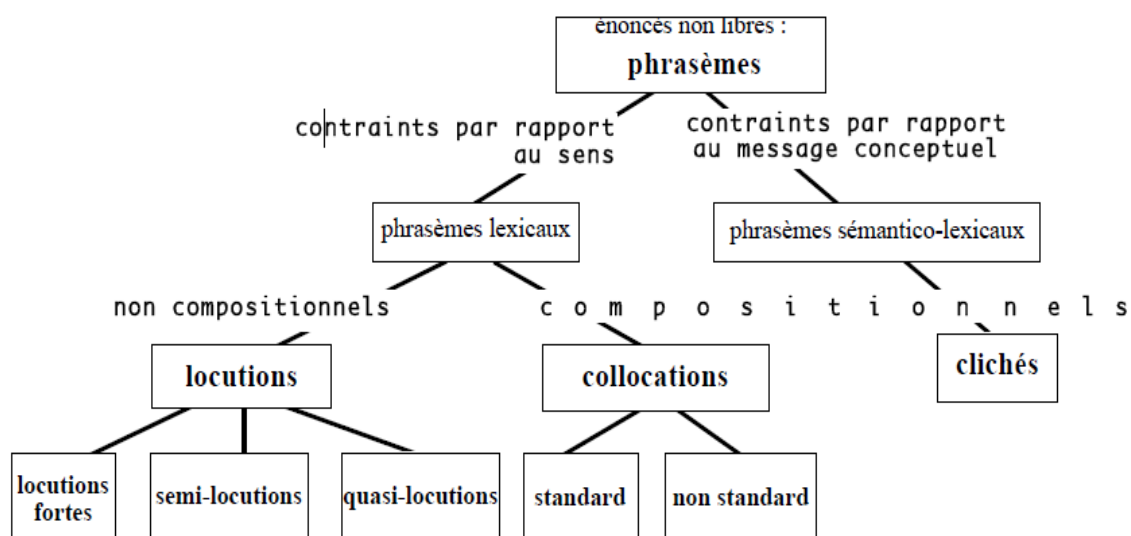 énoncés non libres :
phrasèmes
contraints par rapport
au sens
contraints par rapport
au message conceptuel
phrasèmes lexicaux
phrasèmes sémantico-lexicaux
non compositionnels
c o m p o s i t i o n n e l s
locutions
collocations
clichés
locutions
fortes
semi-locutions
quasi-locutions
standard
non standard